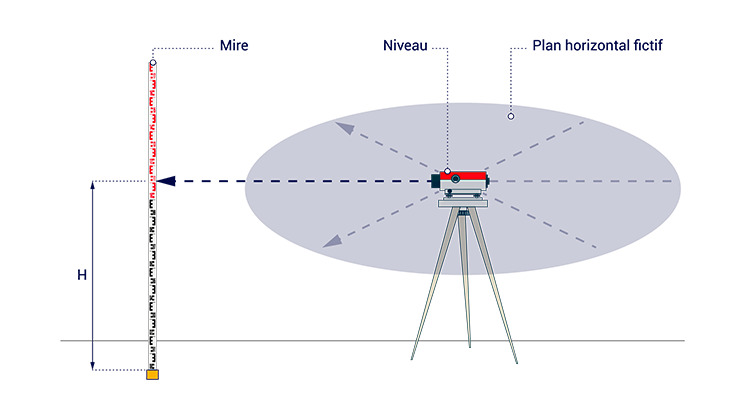 Mire
Niveau
Plan horizontal fictif
H